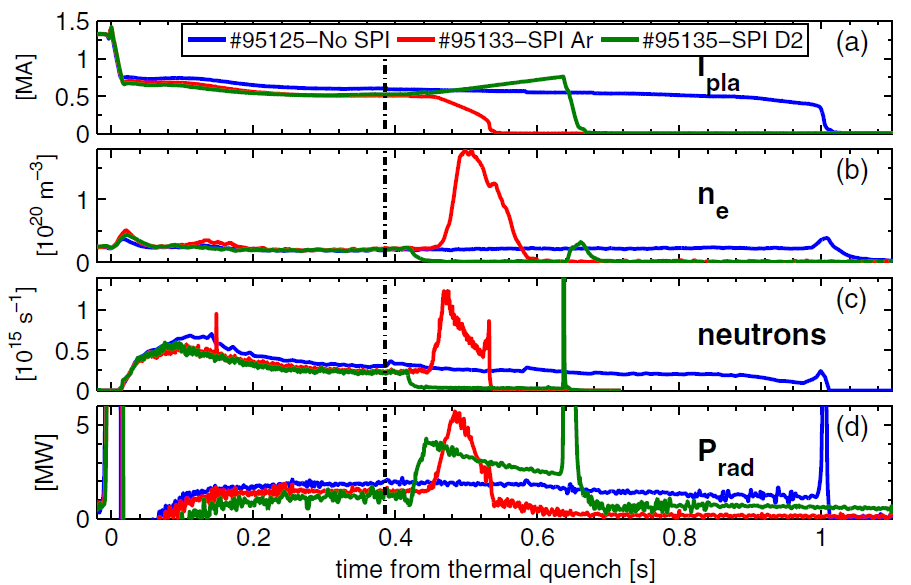 1.5
1
0.5
0
[MA]
#95125−No SPI #95133−SPI Ar #95135−SPI D2
(a)
I pla
1
0
[10^20 m^−3]
(b)
n_e
1
0.5
0
[10^15 s^−1]
(c)
neutrons
5
0
[MW]
(d)
P_rad
0 0.2 0.4 0.6 0.8 1
time from thermal quench [s]